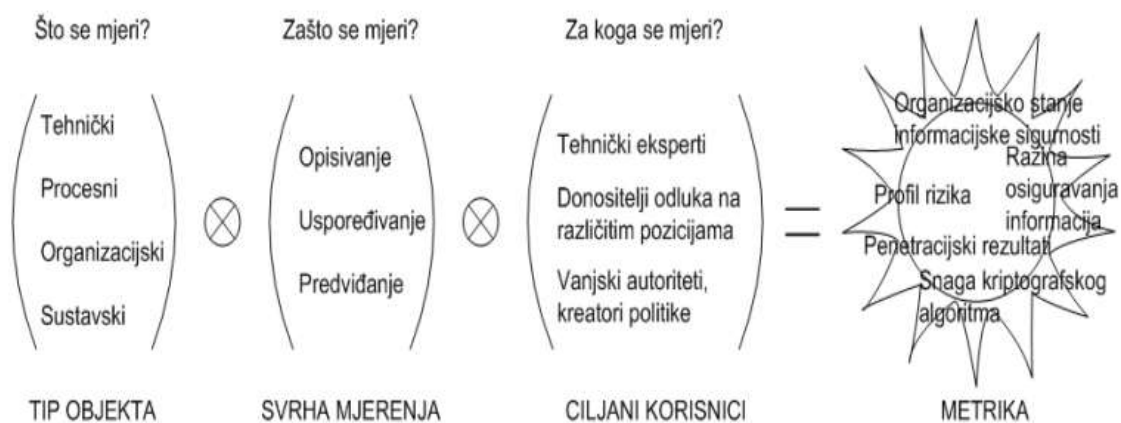 Što se mjeri?
Zašto se mjeri?
Za koga se mjeri?
Tehnički
Procesni
Organizacijski
Sustavski
Opisivanje
Uspoređivanje
Predviđanje
Tehnički eksperti
Donositelji odluka na
različitim pozicijama
Vanjski autoriteti,
kreatori politike
=
Organizacijsko stanje
informacijske sigurnosti
Razina
osiguravanja
informacija
Profil rizika
Penetracijski rezultati
Snaga kriptografskog
algoritma
TIP OBJEKTA
SVRHA MJERENJA
CILJANI KORISNICI
METRIKA